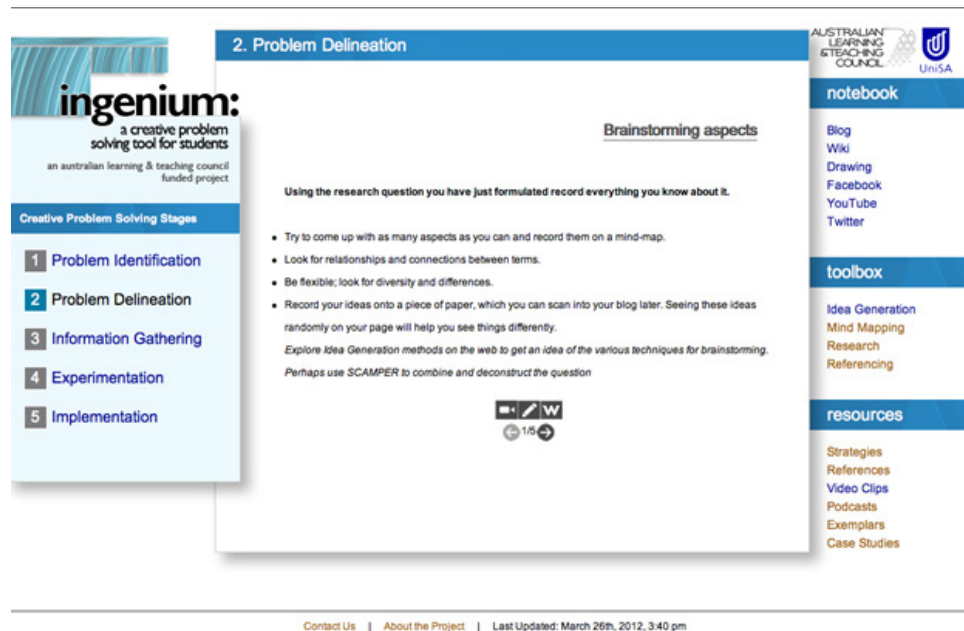 ingenium:
a creative problem
solving tool for students
an australian learning & teaching council
funded project
Creative Problem Solving Stages
1 Problem Identification
2 Problem Delineation
3 Information Gathering
4 Experimentation
5 Implementation
2. Problem Delineation
Brainstorming aspects
Using the research question you have just formulated record everything you know about it.
• Try to come up with as many aspects as you can and record them on a mind-map.
• Look for relationships and connections between terms.
• Be flexible; look for diversity and differences.
• Record your ideas onto a piece of paper, which you can scan into your blog later. Seeing these ideas
randomly on your page will help you see things differently.
Explore Idea Generation methods on the web to get an idea of the various techniques for brainstorming.
Perhaps use SCAMPER to combine and deconstruct the question
W
1/5
AUSTRALIAN
LEARNING
&TEACHING
COUNCIL
UniSA
notebook
Blog
Wiki
Drawing
Facebook
YouTube
Twitter
toolbox
Idea Generation
Mind Mapping
Research
Referencing
resources
Strategies
References
Video Clips
Podcasts
Exemplars
Case Studies
Contact Us | About the Project | Last Updated: March 26th, 2012, 3:40 pm